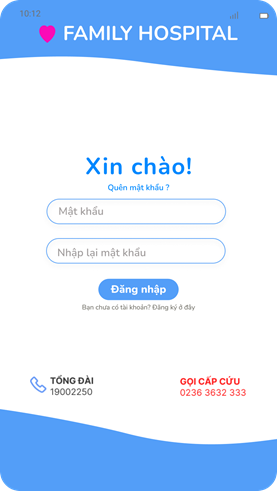 10:12
FAMILY HOSPITAL
Xin chào!
Quên mật khẩu ?
Mật khẩu
Nhập lại mật khẩu
Đăng nhập
Bạn chưa có tài khoản? Đăng ký ở đây
TỔNG ĐÀI
19002250
GỌI CẤP CỨU
0236 3632 333